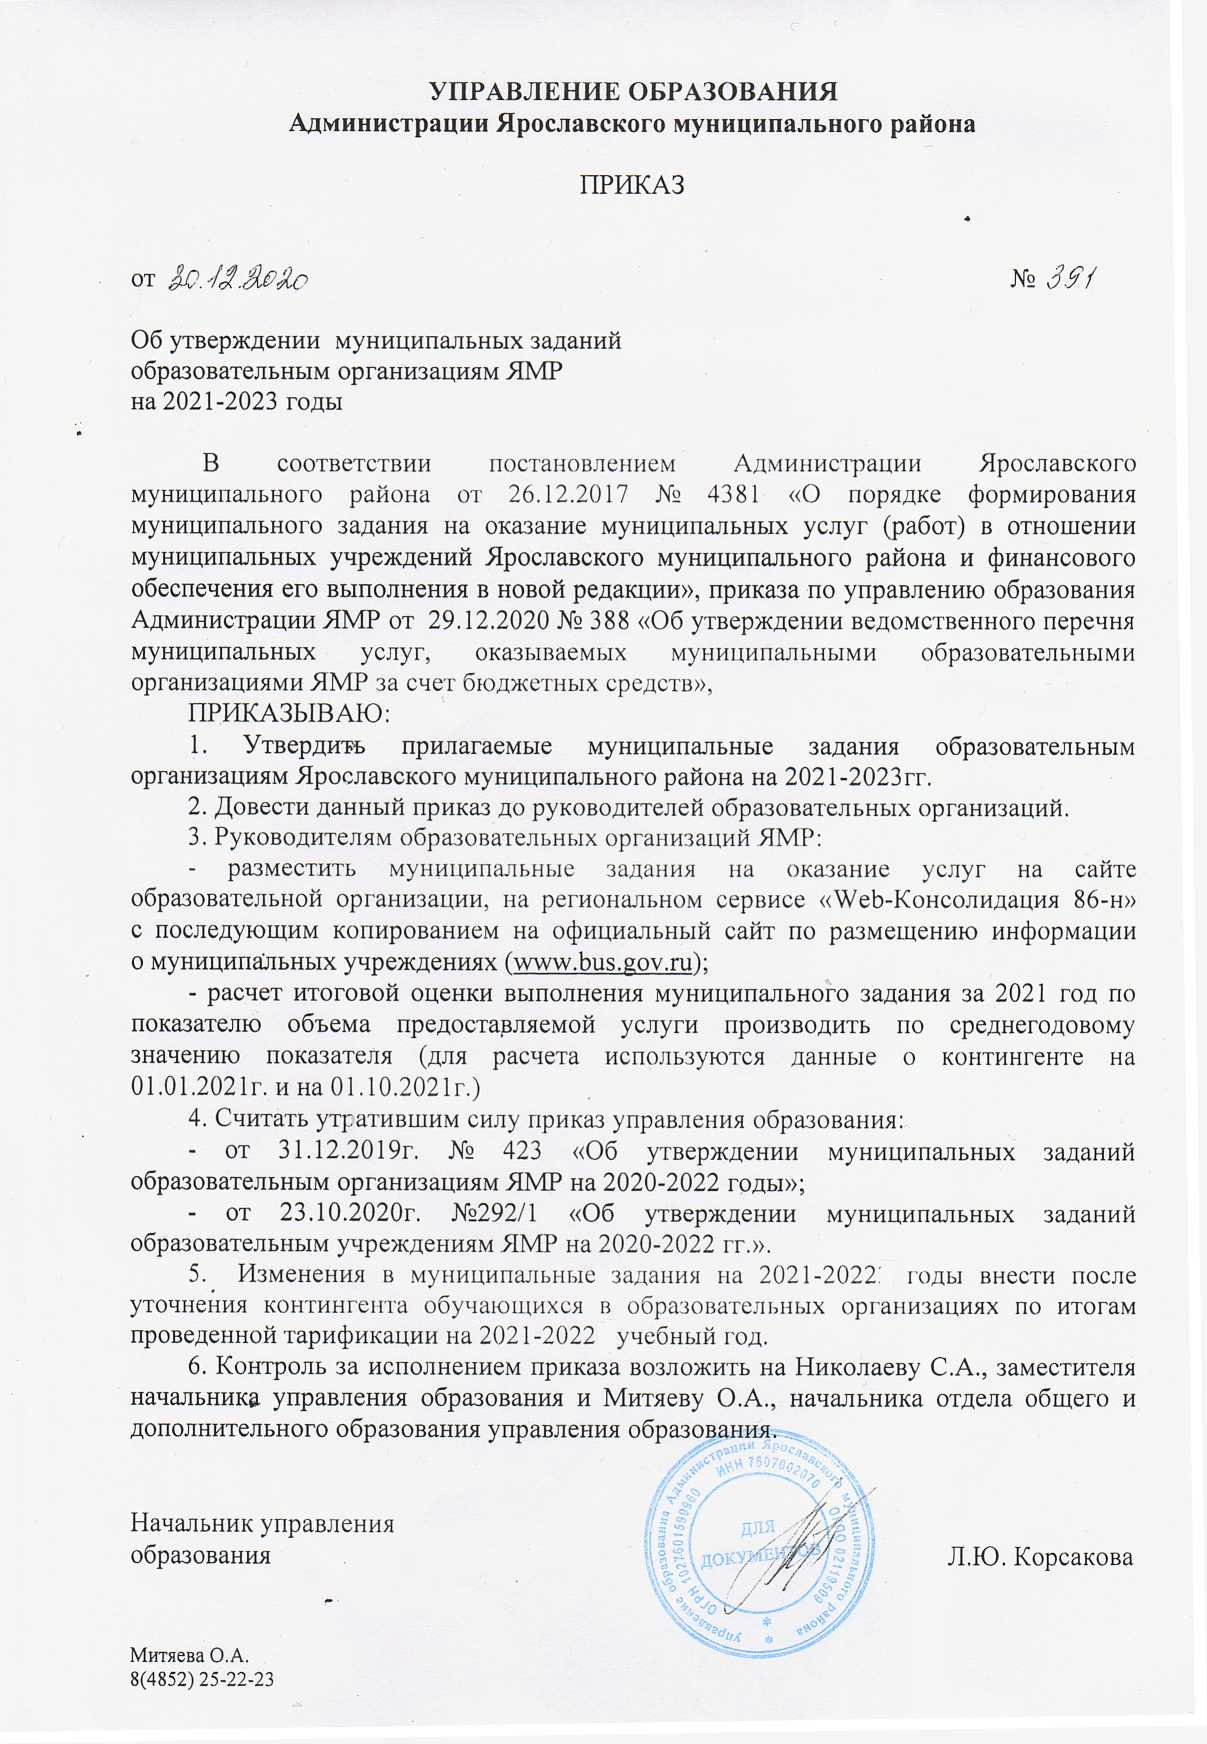 УПРАВЛЕНИЕ ОБРАЗОВАНИЯ
Администрации Ярославского муниципального района
ПРИКАЗ
от 30.12.2020 № 391
Об утверждении муниципальных заданий
образовательным организациям ЯМР
на 2021-2023 годы
В соответствии постановлением Администрации Ярославского
муниципального района от 26.12.2017 № 4381 «О порядке формирования
муниципального задания на оказание муниципальных услуг (работ) в отношении
муниципальных учреждений Ярославского муниципального района и финансового
обеспечения его выполнения в новой редакции», приказа по управлению образования
Администрации ЯМР от 29.12.2020 № 388 «Об утверждении ведомственного перечня
муниципальных услуг, оказываемых муниципальными образовательными
организациями ЯМР за счет бюджетных средств»,
ПРИКАЗЫВАЮ:
1. Утвердить прилагаемые муниципальные задания образовательным
организациям Ярославского муниципального района на 2021-2023гг.
2. Довести данный приказ до руководителей образовательных организаций.
3. Руководителям образовательных организаций ЯМР:
- разместить муниципальные задания на оказание услуг на сайте
образовательной организации, на региональном сервисе «Web-Консолидация 86-н»
с последующим копированием на официальный сайт по размещению информации
о муниципальных учреждениях (www.bus.gov.ru);
- расчет итоговой оценки выполнения муниципального задания за 2021 год по
показателю объема предоставляемой услуги производить по среднегодовому
значению показателя (для расчета используются данные о контингенте на
01.01.2021г. и на 01.10.2021г.)
4. Считать утратившим силу приказ управления образования:
- от 31.12.2019г. № 423 «Об утверждении муниципальных заданий
образовательным организациям ЯМР на 2020-2022 годы»;
- от 23.10.2020г. №292/1 «Об утверждении муниципальных заданий
образовательным учреждениям ЯМР на 2020-2022 гг.».
5. Изменения в муниципальные задания на 2021-2022 годы внести после
уточнения контингента обучающихся в образовательных организациях по итогам
проведенной тарификации на 2021-2022 учебный год.
6. Контроль за исполнением приказа возложить на Николаеву С.А., заместителя
начальника управления образования и Митяеву О.А., начальника отдела общего и
дополнительного образования управления образования.
Управление образования Администрации Ярославского муниципального района
ОГРН 1027601590960 ИНН 7607002070 ОКПО 02119509
ДЛЯ
ДОКУМЕНТОВ
Начальник управления
образования Л.Ю. Корсакова
Митяева О.А.
8(4852) 25-22-23